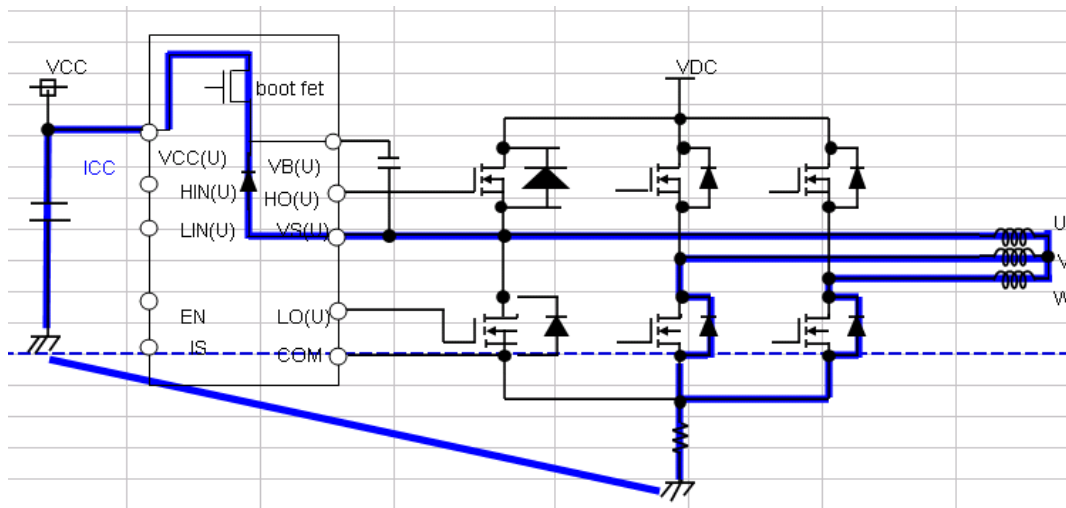 VCC
VDC
boot fet
ICC
VCC(U)
VB(U)
HIN(U)
HO(U)
LIN(U)
VS(U)
U
V
W
EN
LO(U)
IS
COM